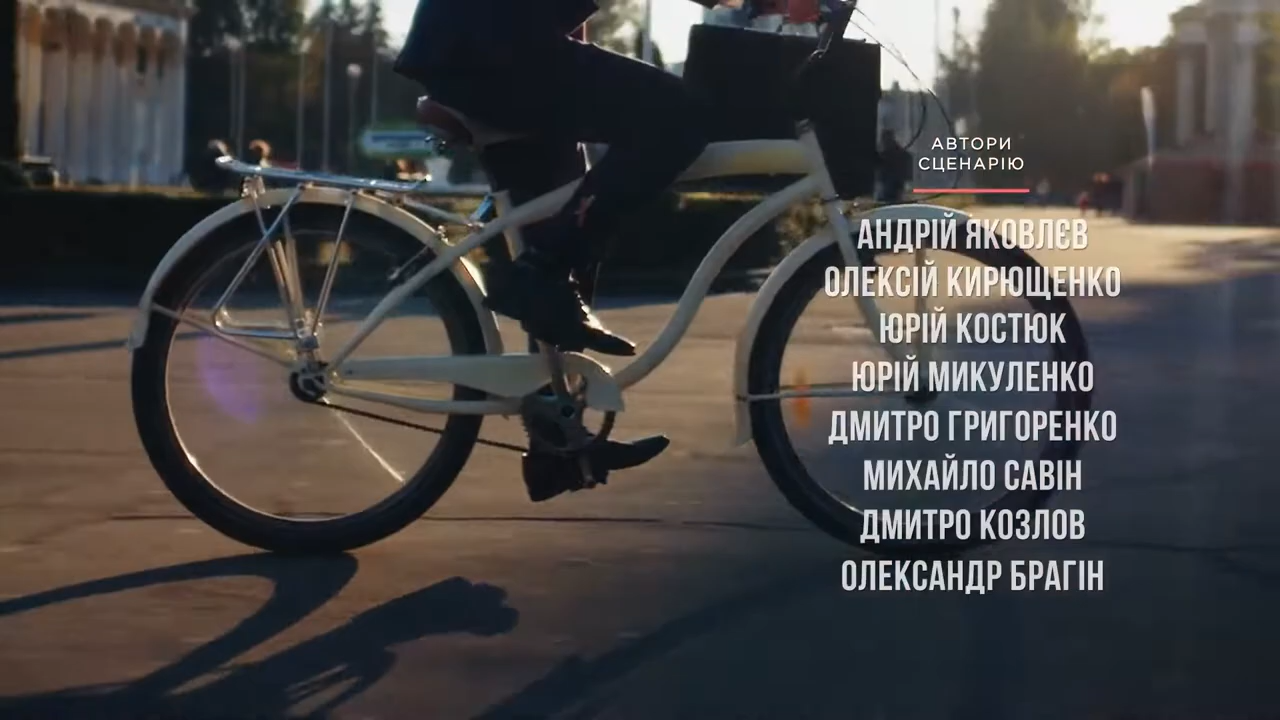 АВТОРИ
СЦЕНАРІЮ
АНДРІЙ ЯКОВЛЄВ
ОЛЕКСІЙ КИРЮЩЕНКО
ЮРІЙ КОСТЮК
ЮРІЙ МИКУЛЕНКО
ДМИТРО ГРИГОРЕНКО
МИХАЙЛО САВІН
ДМИТРО КОЗЛОВ
ОЛЕКСАНДР БРАГІН